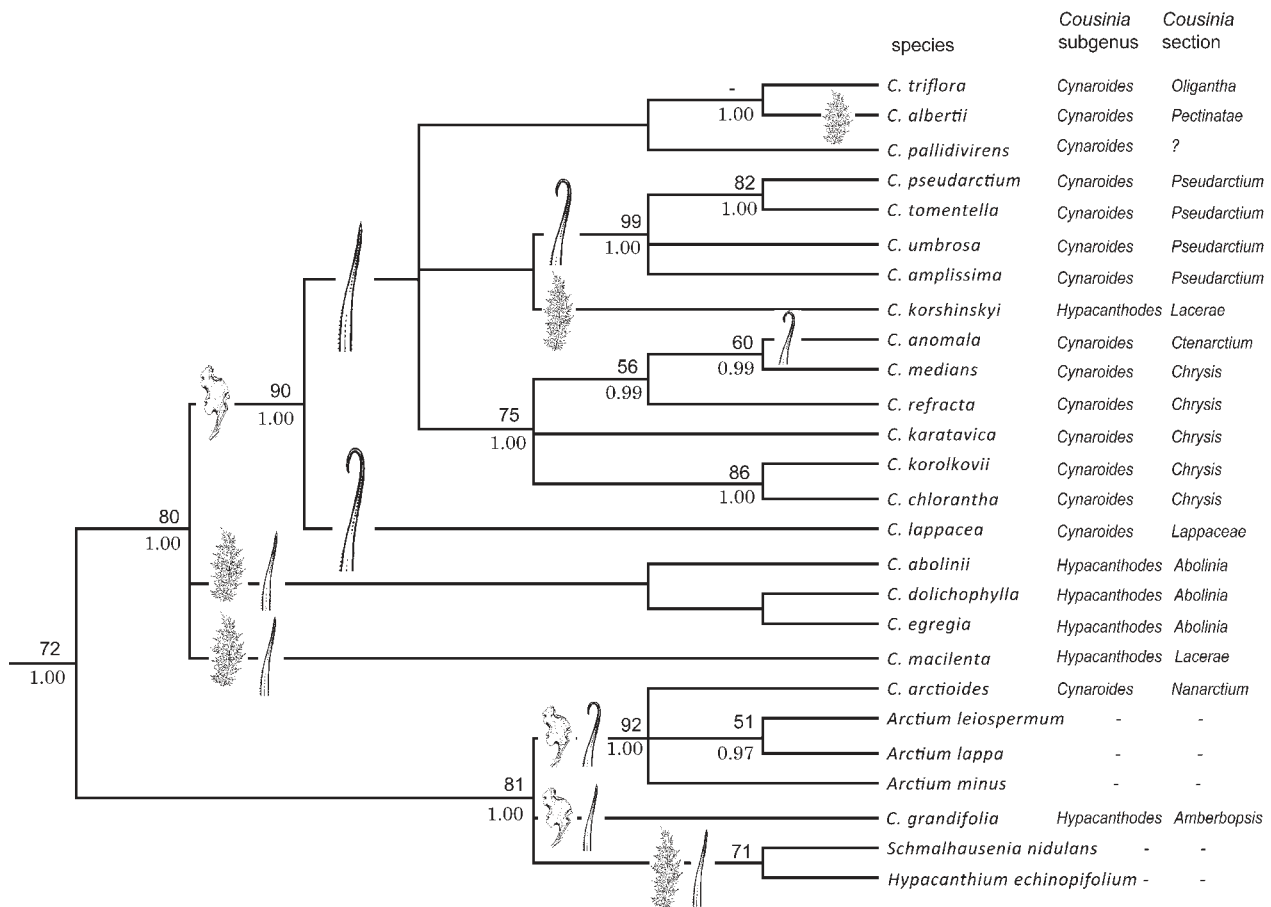 species Cousinia subgenus Cousinia section
-
1.00
C. triflora Cynaroides Oligantha
C. albertii Cynaroides Pectinatae
C. pallidivirens Cynaroides ?
82
1.00
C. pseudarctium Cynaroides Pseudarctium
C. tomentella Cynaroides Pseudarctium
99
1.00
C. umbrosa Cynaroides Pseudarctium
C. amplissima Cynaroides Pseudarctium
C. korshinskyi Hypacanthodes Lacerae
60
0.99
C. anomala Cynaroides Ctenarctium
C. medians Cynaroides Chrysis
56
0.99
C. refracta Cynaroides Chrysis
90
1.00
75
1.00
C. karatavica Cynaroides Chrysis
86
1.00
C. korolkovii Cynaroides Chrysis
C. chlorantha Cynaroides Chrysis
80
1.00
C. lappacea Cynaroides Lappaceae
C. abolinii Hypacanthodes Abolinia
C. dolichophylla Hypacanthodes Abolinia
C. egregia Hypacanthodes Abolinia
72
1.00
C. macilenta Hypacanthodes Lacerae
C. arctioides Cynaroides Nanarctium
92
1.00
51
0.97
Arctium leiospermum - -
Arctium lappa - -
Arctium minus - -
81
1.00
C. grandifolia Hypacanthodes Amberbopsis
71
Schmalhausenia nidulans - -
Hypacanthium echinopifolium - -